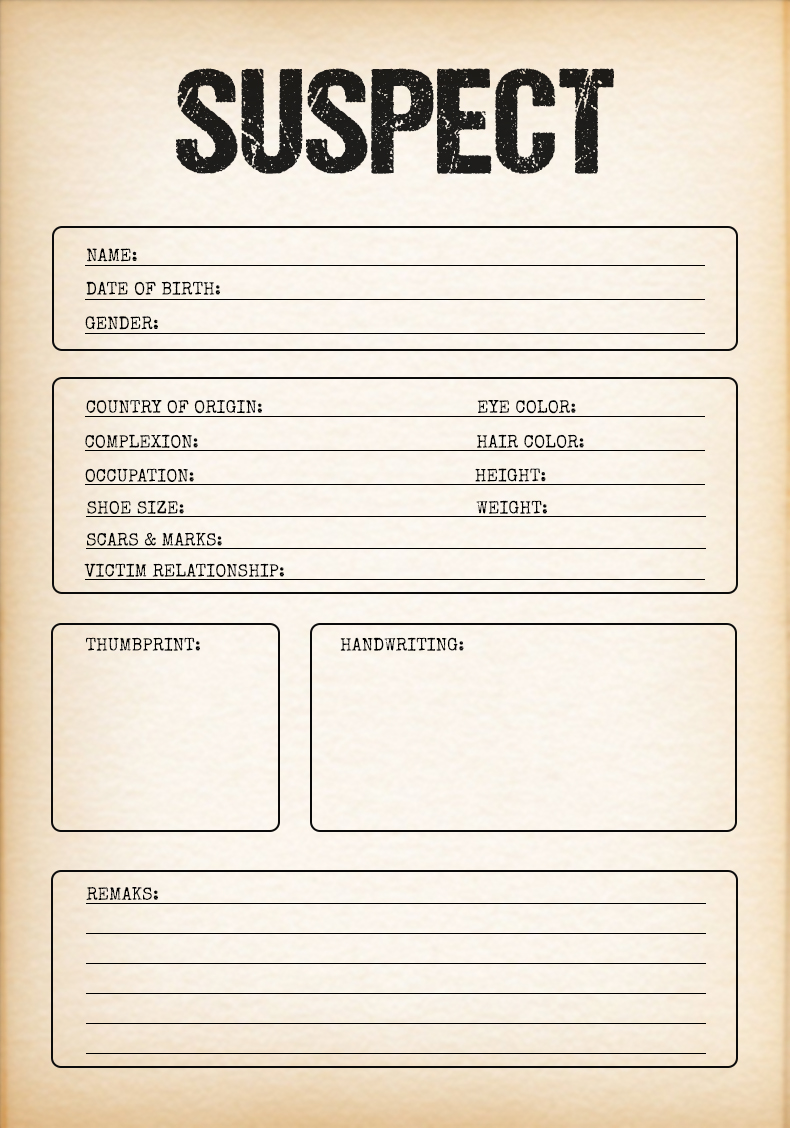 SUSPECT
NAME:
DATE OF BIRTH:
GENDER:
COUNTRY OF ORIGIN: EYE COLOR:
COMPLEXION: HAIR COLOR:
OCCUPATION: HEIGHT:
SHOE SIZE: WEIGHT:
SCARS & MARKS:
VICTIM RELATIONSHIP:
THUMBPRINT: HANDWRITING:
REMAKS: